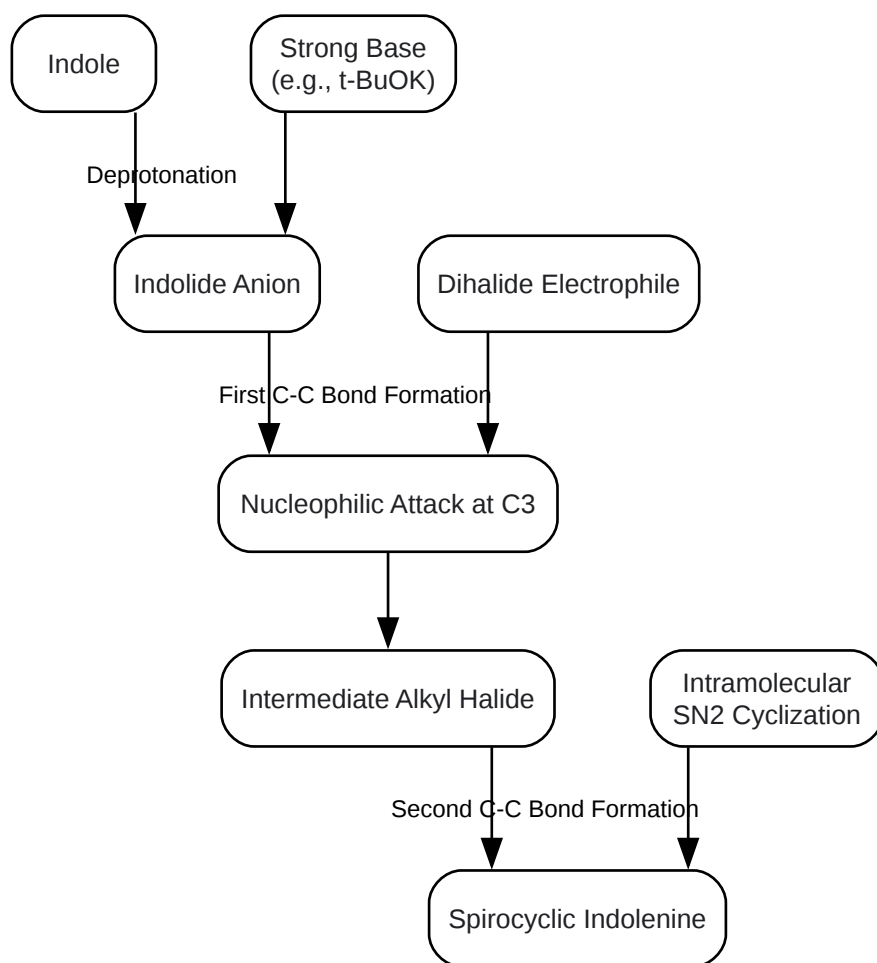 Indole
Strong Base
(e.g., t-BuOK)
Deprotonation
Indolide Anion
Dihalide Electrophile
First C-C Bond Formation
Nucleophilic Attack at C3
Intermediate Alkyl Halide
Intramolecular
SN2 Cyclization
Second C-C Bond Formation
Spirocyclic Indolenine